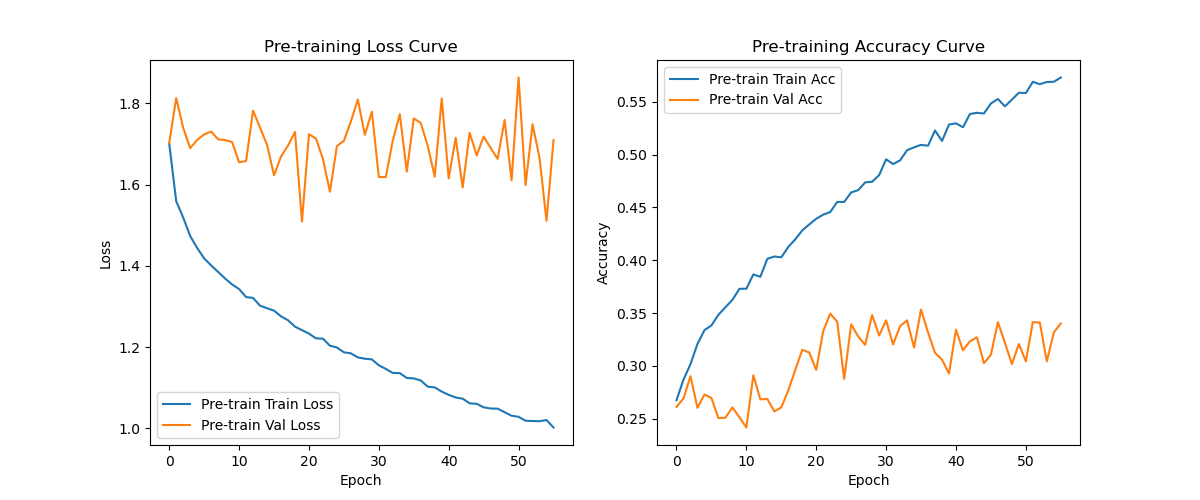 Pre-training Loss Curve
1.8
1.6
1.4
1.2
1.0
Loss
Pre-train Train Loss
Pre-train Val Loss
0 10 20 30 40 50
Epoch
Pre-training Accuracy Curve
Pre-train Train Acc
Pre-train Val Acc
0.55
0.50
0.45
0.40
0.35
0.30
0.25
Accuracy
0 10 20 30 40 50
Epoch